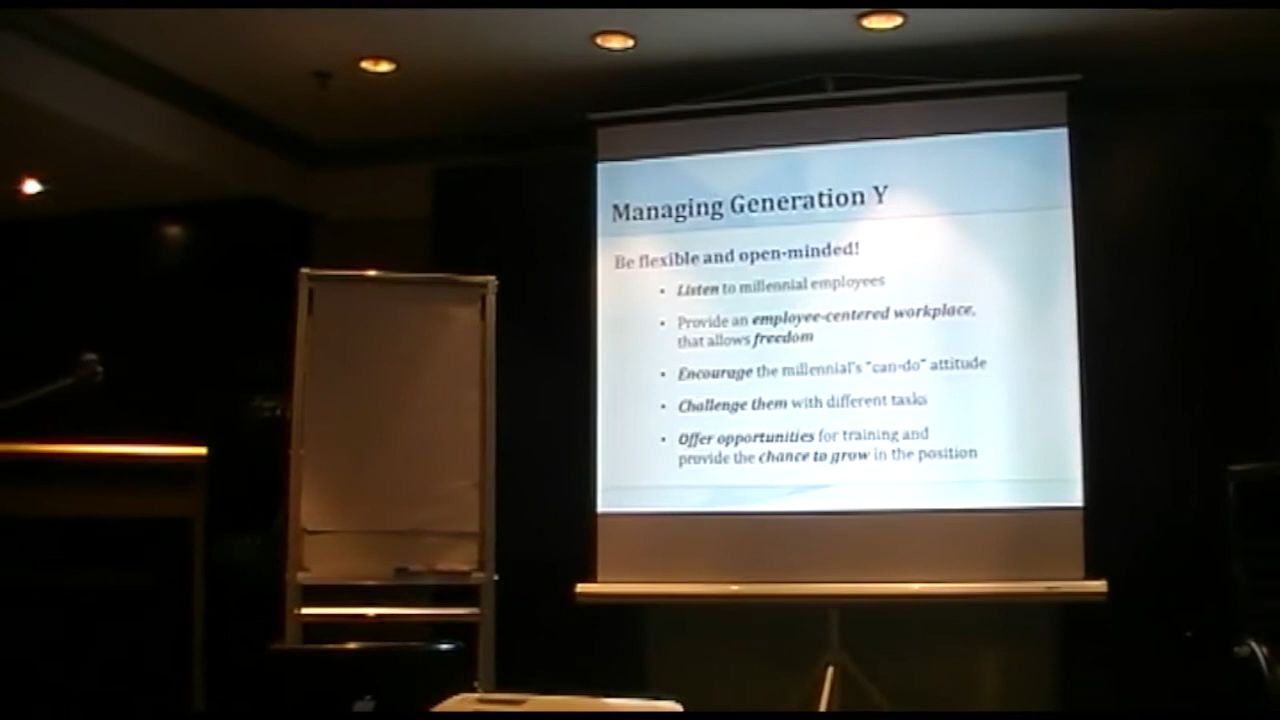 Managing Generation Y
Be flexible and open-minded!
• Listen to millennial employees
• Provide an employee-centered workplace,
that allows freedom
• Encourage the millennial's "can-do" attitude
• Challenge them with different tasks
• Offer opportunities for training and
provide the chance to grow in the position